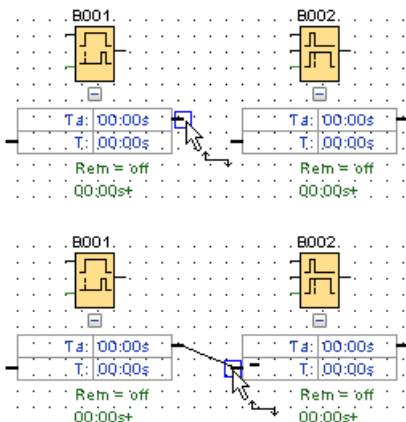 B001 B002
Ta: 00:00s Ta: 00:00s
T: 00:00s T: 00:00s
Rem = off Rem = off
00:00s+ 00:00s+
B001 B002
Ta: 00:00s Ta: 00:00s
T: 00:00s T: 00:00s
Rem = off Rem = off
00:00s+ 00:00s+